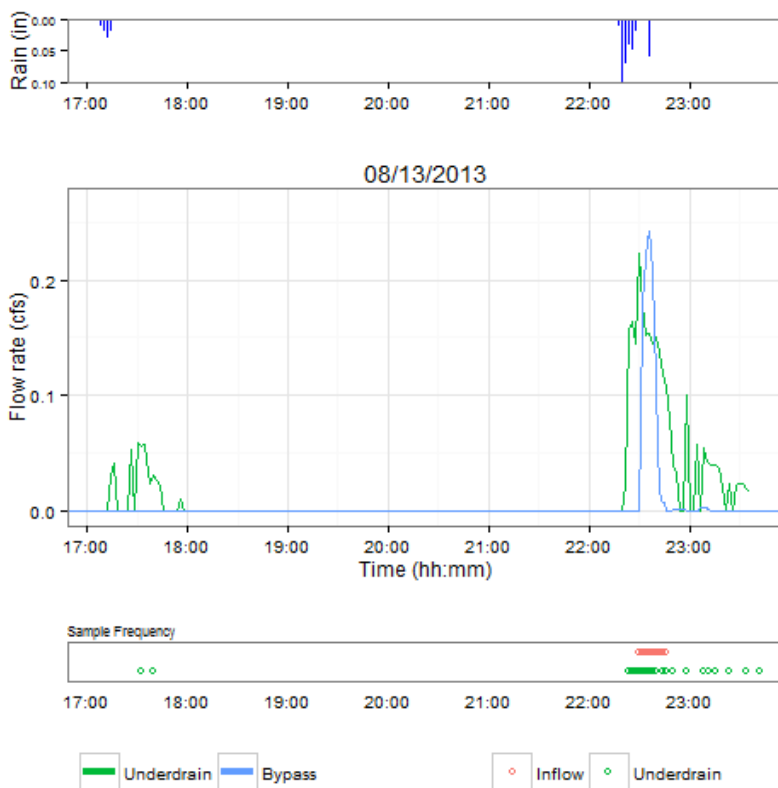 Rain (in)
0.00
0.05
0.10
17:00 18:00 19:00 20:00 21:00 22:00 23:00
08/13/2013
Flow rate (cfs)
0.2
0.1
0.0
17:00 18:00 19:00 20:00 21:00 22:00 23:00
Time (hh:mm)
Sample Frequency
17:00 18:00 19:00 20:00 21:00 22:00 23:00
Underdrain Bypass Inflow Underdrain